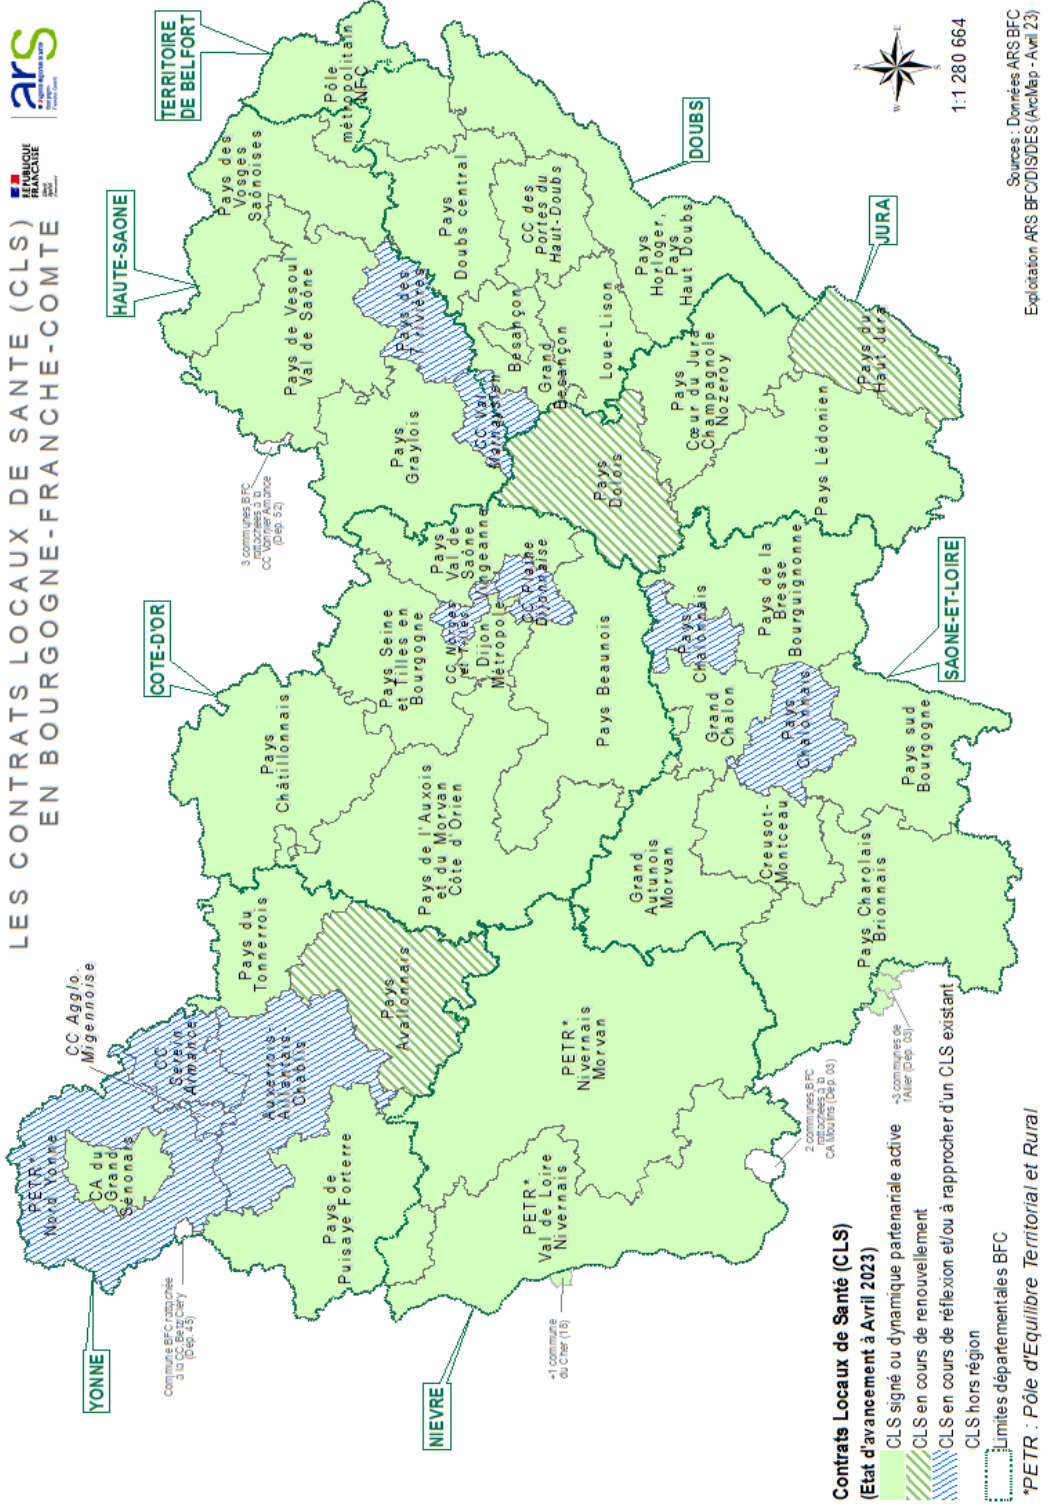 LES CONTRATS LOCAUX DE SANTE (CLS)
EN BOURGOGNE-FRANCHE-COMTE
RÉPUBLIQUE
FRANÇAISE
ars
YONNE
NIEVRE
COTE-D'OR
HAUTE-SAONE
TERRITOIRE
DE BELFORT
DOUBS
JURA
SAONE-ET-LOIRE
PETR*
Nord Yonne
CA du
Grand
Sénonais
CC Agglo.
Migennoise
CC
Serein
Armance
Auxerrois-
Aillantais-
Chablis
Pays du
Tonnerrois
Pays
Avallonnais
Pays de
Puisaye Forterre
Commune BFC rattachée
à la CC Betz/Cléry
(Dep. 45)
PETR*
Val de Loire
Nivernais
PETR*
Nivernais
Morvan
+1 commune
du Cher (18)
2 communes BFC
rattachées à la
CA Moulins (Dép. 03)
+3 communes de
l'Allier (Dép. 03)
Pays
Châtillonnais
Pays de l'Auxois
et du Morvan
Côte d'Orien
Pays Seine
et Tilles en
Bourgogne
Pays
Val de
Saône
Vingeanne
CC Norges
et Tilles
Dijon
Métropole
CC Plaine
Dijonnaise
Pays Beaunois
3 communes BFC
rattachées à la
CC Vannier Amance
(Dép. 52)
Pays
Graylois
Pays de Vesoul
Val de Saône
Pays des
Vosges
Saônoises
Pôle
métropolitain
NFC
Pays des
7 rivières
CC Val
Marnaysien
Pays
Doubs central
CC des
Portes du
Haut-Doubs
Besançon
Grand
Besançon
Loue-Lison
Pays
Horloger,
Pays
Haut Doubs
Pays
Dolois
Pays
Cœur du Jura
Champagnole
Nozeroy
Pays Lédonien
Pays du
Haut Jura
Grand
Autunois
Morvan
Creusot-
Montceau
Grand
Chalon
Pays
Chalonnais
Pays
Chalonnais
Pays de la
Bresse
Bourguignonne
Pays Charolais
Brionnais
Pays sud
Bourgogne
N
E
S
W
1:1 280 664
Sources : Données ARS BFC
Exploitation ARS BFC/DIS/DES (ArcMap - Avril 23)
Contrats Locaux de Santé (CLS)
(Etat d'avancement à Avril 2023)
CLS signé ou dynamique partenariale active
CLS en cours de renouvellement
CLS en cours de réflexion et/ou à rapprocher d'un CLS existant
CLS hors région
Limites départementales BFC
*PETR : Pôle d'Equilibre Territorial et Rural